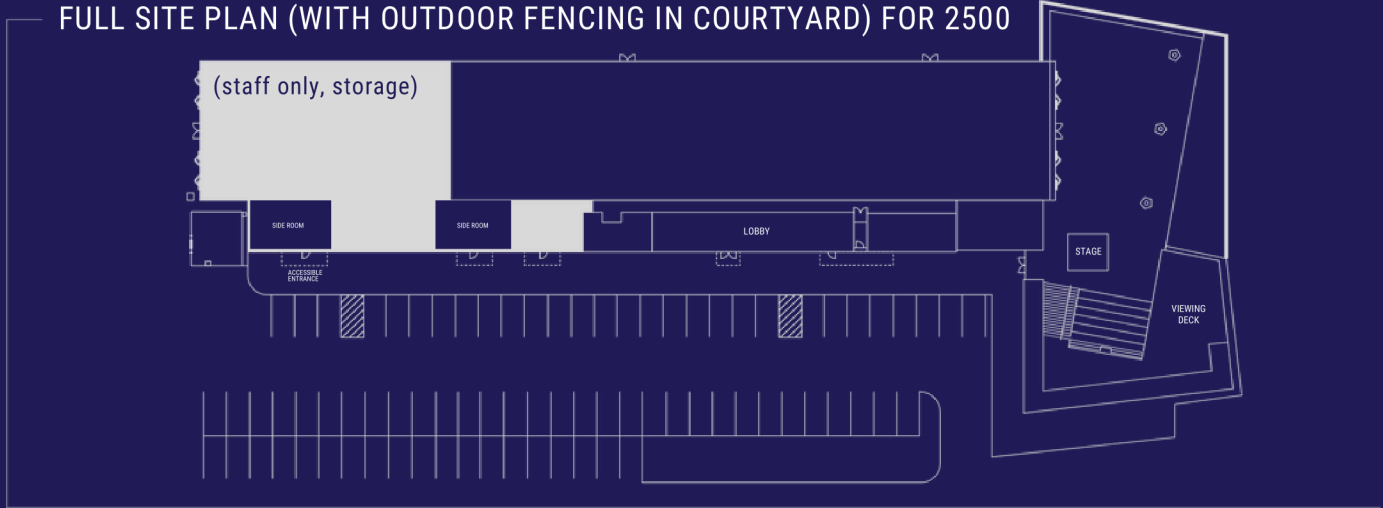 FULL SITE PLAN (WITH OUTDOOR FENCING IN COURTYARD) FOR 2500
(staff only, storage)
SIDE ROOM
SIDE ROOM
LOBBY
STAGE
ACCESSIBLE
ENTRANCE
VIEWING
DECK